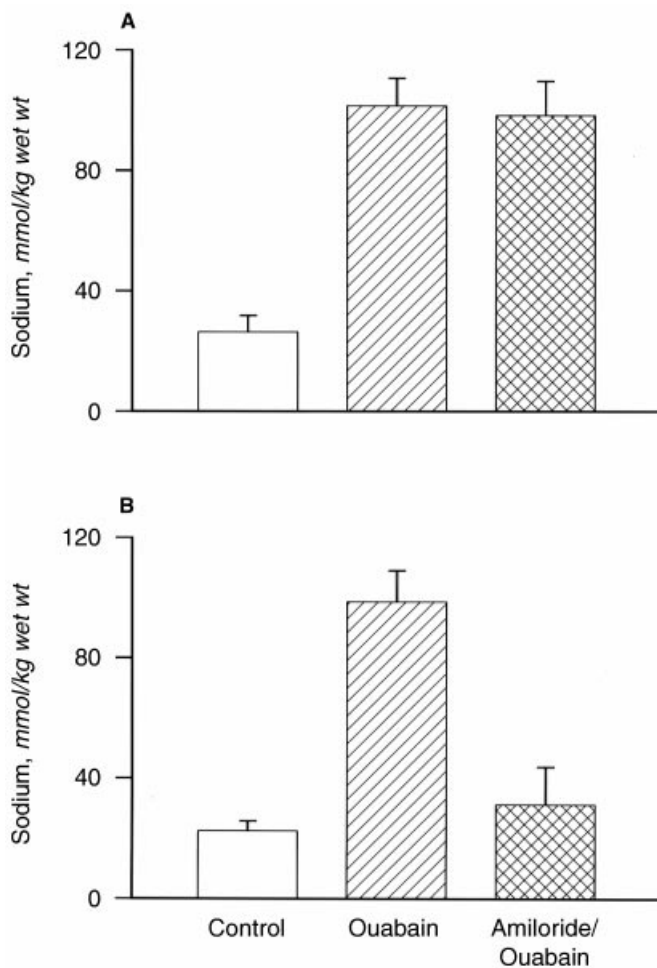 A
120
80
40
0
Sodium, mmol/kg wet wt
B
120
80
40
0
Sodium, mmol/kg wet wt
Control
Ouabain
Amiloride/
Ouabain